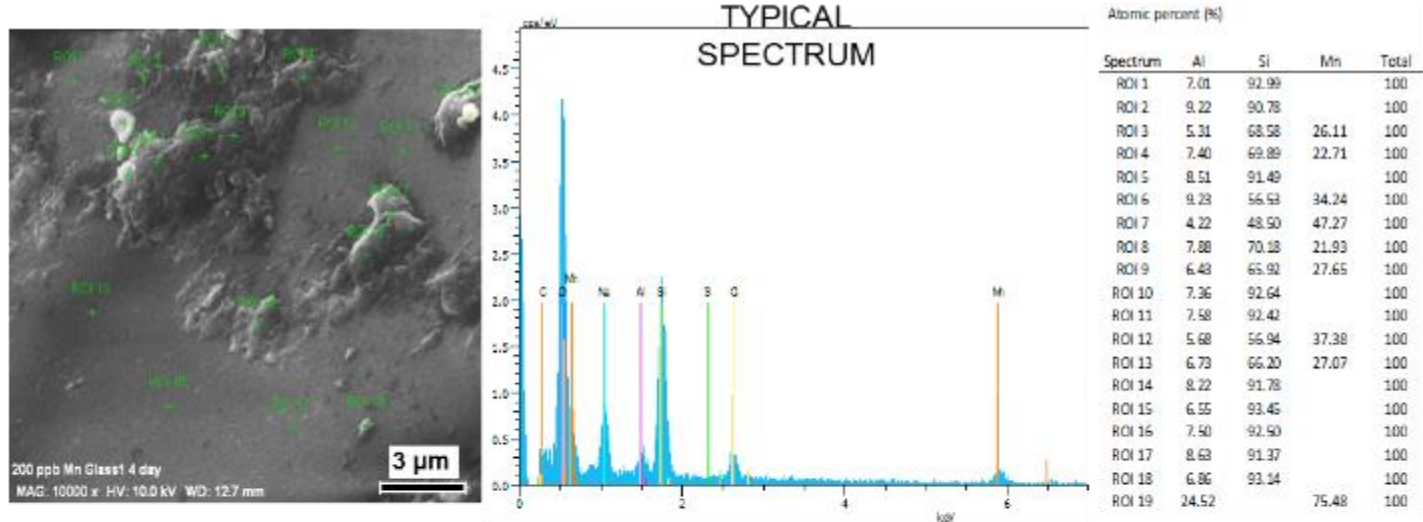 TYPICAL
SPECTRUM
cps/eV
4.5
4.0
3.5
3.0
2.5
2.0
1.5
1.0
0.5
0.0
C O Mn Na Al Si S Cl Mn
0 2 4 6
keV
ROI 15
200 ppb Mn Glass1 4 day
MAG: 10000 x HV: 10.0 kV WD: 12.7 mm
3 µm
Atomic percent (%)
Spectrum Al Si Mn Total
ROI 1 7.01 92.99 100
ROI 2 9.22 90.78 100
ROI 3 5.31 68.58 26.11 100
ROI 4 7.40 69.89 22.71 100
ROI 5 8.51 91.49 100
ROI 6 9.23 56.53 34.24 100
ROI 7 4.22 48.50 47.27 100
ROI 8 7.88 70.18 21.93 100
ROI 9 6.43 65.92 27.65 100
ROI 10 7.36 92.64 100
ROI 11 7.58 92.42 100
ROI 12 5.68 56.94 37.38 100
ROI 13 6.73 66.20 27.07 100
ROI 14 8.22 91.78 100
ROI 15 6.55 93.45 100
ROI 16 7.50 92.50 100
ROI 17 8.63 91.37 100
ROI 18 6.86 93.14 100
ROI 19 24.52 75.48 100